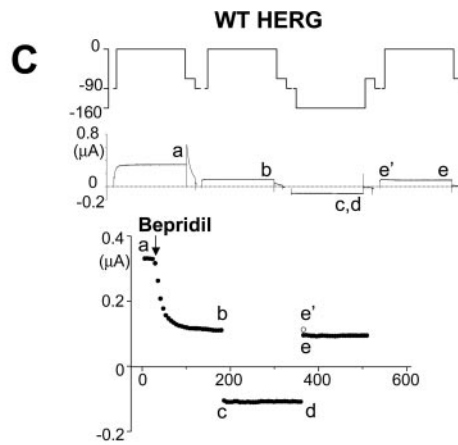 WT HERG
C
0
-90
-160
0.8
(μA)
0
-0.2
a
b
c,d
e' e
Bepridil
0.4
a
(μA)
b
e'
e
0
0 200 400 600
c d
-0.2